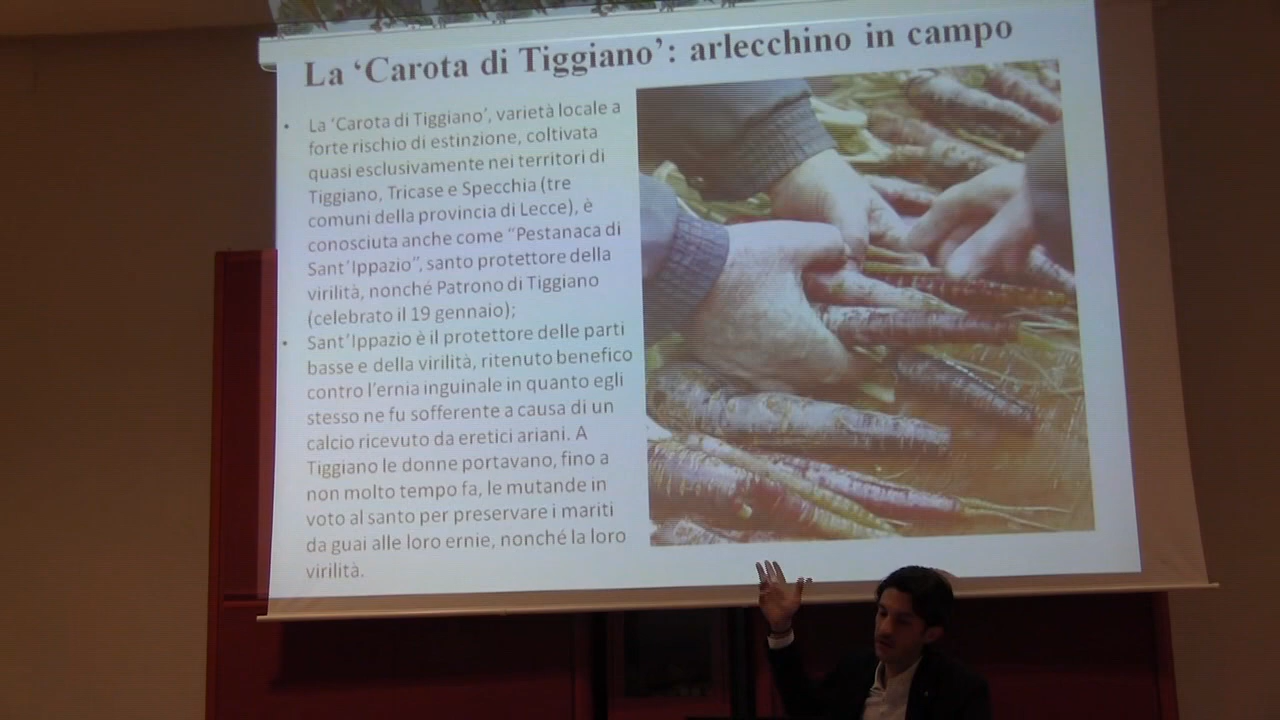 La ‘Carota di Tiggiano’: arlecchino in campo
• La ‘Carota di Tiggiano’, varietà locale a
forte rischio di estinzione, coltivata
quasi esclusivamente nei territori di
Tiggiano, Tricase e Specchia (tre
comuni della provincia di Lecce), è
conosciuta anche come “Pestanaca di
Sant’Ippazio”, santo protettore della
virilità, nonché Patrono di Tiggiano
(celebrato il 19 gennaio);
• Sant’Ippazio è il protettore delle parti
basse e della virilità, ritenuto benefico
contro l’ernia inguinale in quanto egli
stesso ne fu sofferente a causa di un
calcio ricevuto da eretici ariani. A
Tiggiano le donne portavano, fino a
non molto tempo fa, le mutande in
voto al santo per preservare i mariti
da guai alle loro ernie, nonché la loro
virilità.